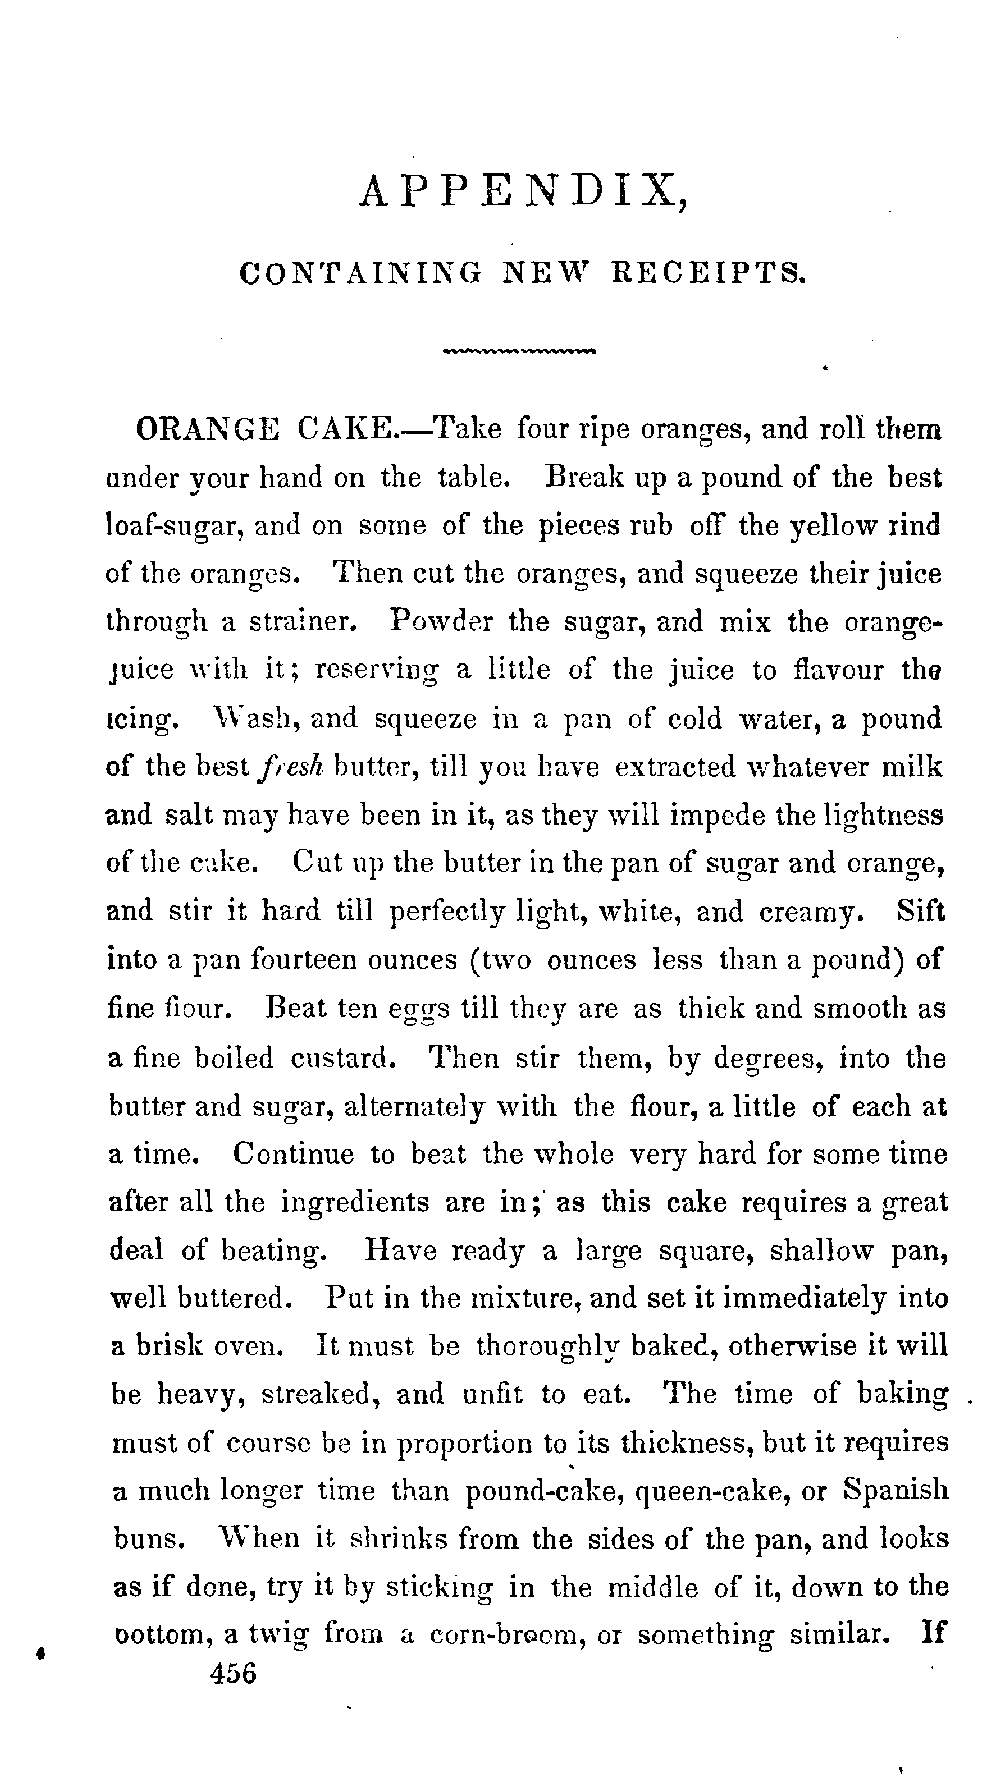 APPENDIX,
CONTAINING NEW RECEIPTS.
ORANGE CAKE.—Take four ripe oranges, and roll them
under your hand on the table. Break up a pound of the best
loaf-sugar, and on some of the pieces rub off the yellow rind
of the oranges. Then cut the oranges, and squeeze their juice
through a strainer. Powder the sugar, and mix the orange-
juice with it; reserving a little of the juice to flavour the
icing. Wash, and squeeze in a pan of cold water, a pound
of the best fresh butter, till you have extracted whatever milk
and salt may have been in it, as they will impede the lightness
of the cake. Cut up the butter in the pan of sugar and orange,
and stir it hard till perfectly light, white, and creamy. Sift
into a pan fourteen ounces (two ounces less than a pound) of
fine flour. Beat ten eggs till they are as thick and smooth as
a fine boiled custard. Then stir them, by degrees, into the
butter and sugar, alternately with the flour, a little of each at
a time. Continue to beat the whole very hard for some time
after all the ingredients are in; as this cake requires a great
deal of beating. Have ready a large square, shallow pan,
well buttered. Put in the mixture, and set it immediately into
a brisk oven. It must be thoroughly baked, otherwise it will
be heavy, streaked, and unfit to eat. The time of baking
must of course be in proportion to its thickness, but it requires
a much longer time than pound-cake, queen-cake, or Spanish
buns. When it shrinks from the sides of the pan, and looks
as if done, try it by sticking in the middle of it, down to the
bottom, a twig from a corn-broom, or something similar. If
456